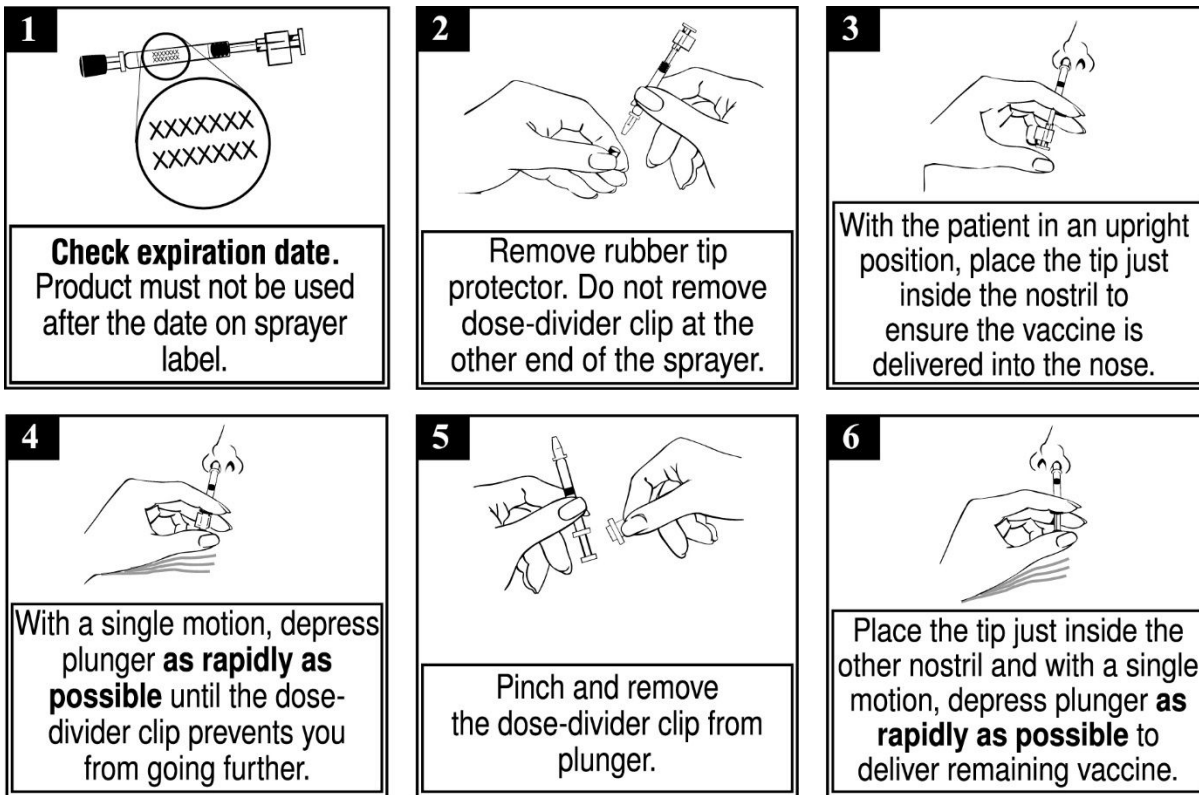 1
XXXXXXX
XXXXXXX
XXXXXXX
XXXXXXX
Check expiration date.
Product must not be used
after the date on sprayer
label.
2
Remove rubber tip
protector. Do not remove
dose-divider clip at the
other end of the sprayer.
3
With the patient in an upright
position, place the tip just
inside the nostril to
ensure the vaccine is
delivered into the nose.
4
With a single motion, depress
plunger as rapidly as
possible until the dose-
divider clip prevents you
from going further.
5
Pinch and remove
the dose-divider clip from
plunger.
6
Place the tip just inside the
other nostril and with a single
motion, depress plunger as
rapidly as possible to
deliver remaining vaccine.